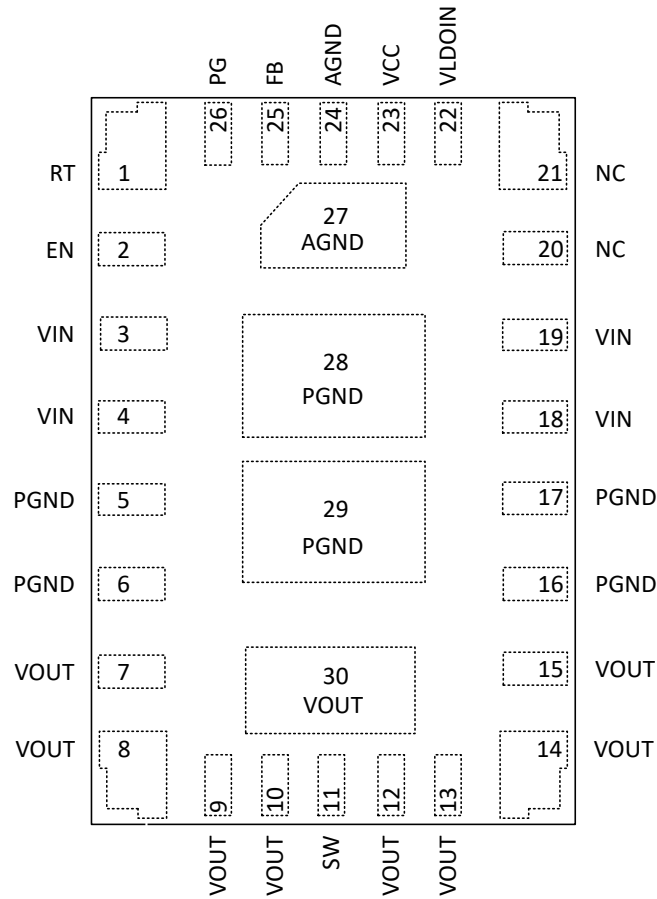 PG
FB
AGND
VCC
VLDOIN
26
25
24
23
22
RT 1
21 NC
27
AGND
EN 2
20 NC
VIN 3
19 VIN
28
PGND
VIN 4
18 VIN
PGND 5
17 PGND
29
PGND
PGND 6
16 PGND
VOUT 7
15 VOUT
30
VOUT
VOUT 8
14 VOUT
9
10
11
12
13
VOUT
VOUT
SW
VOUT
VOUT